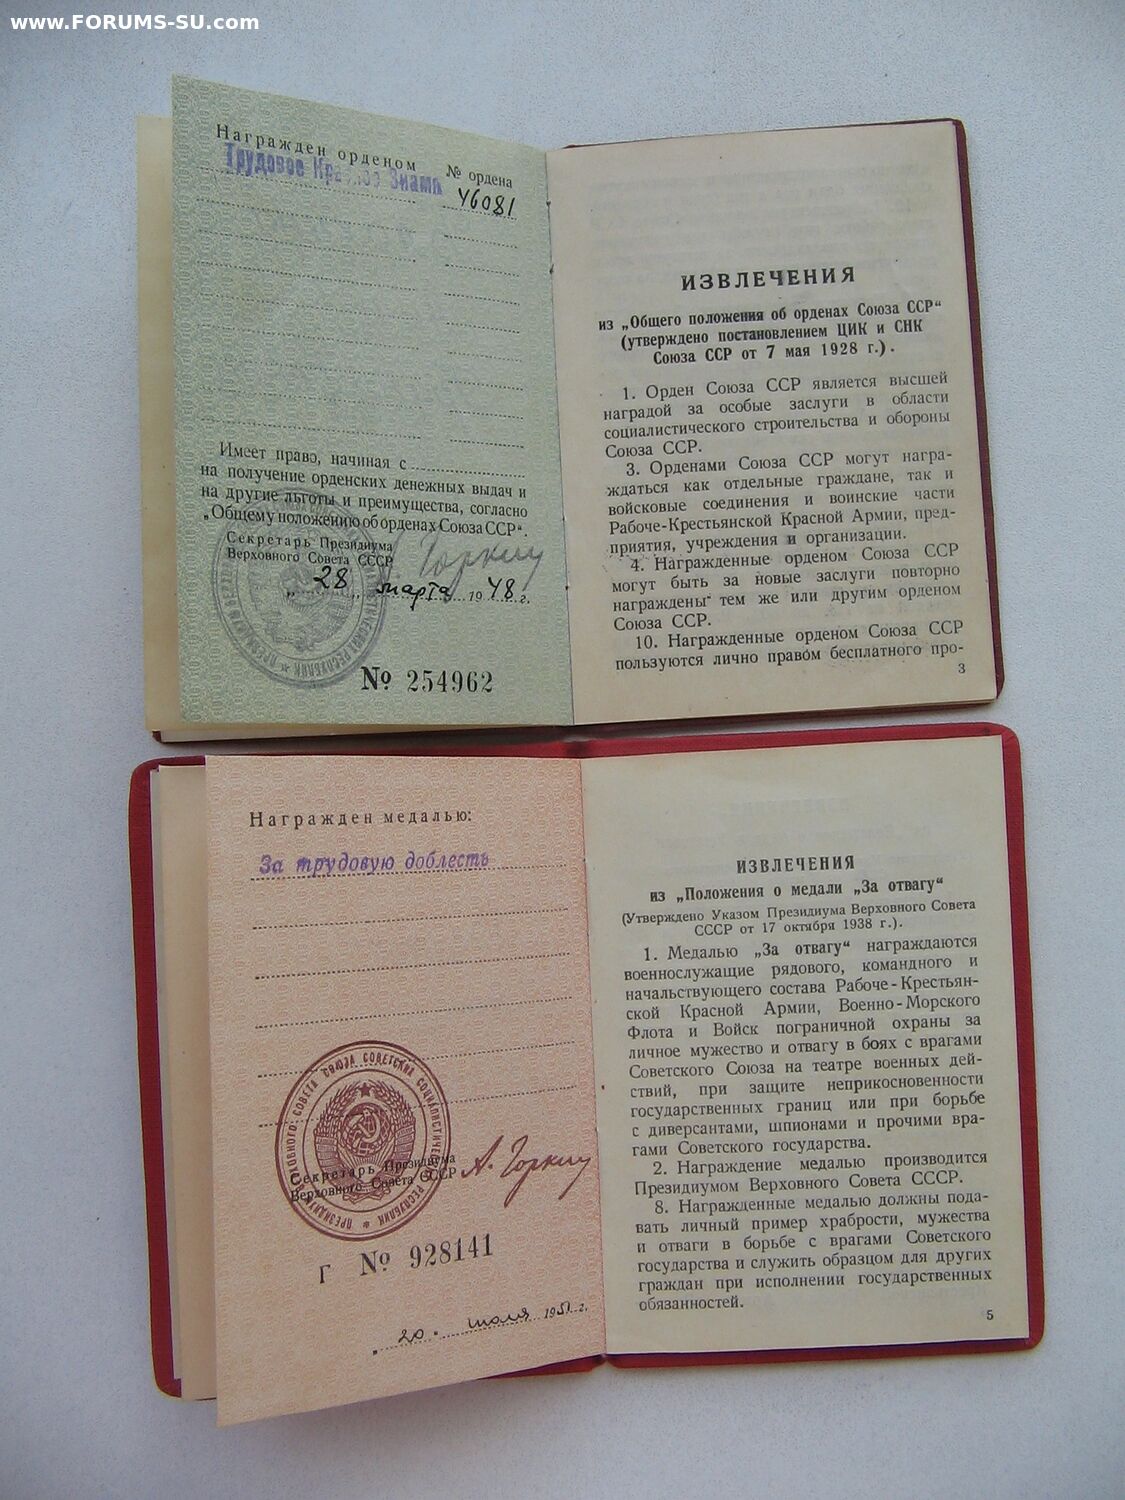 www.FORUMS-SU.com
Награжден орденом
№ ордена
Трудовое Красное Знамя
46081
Имеет право, начиная с
на получение орденских денежных выдач и
на другие льготы и преимущества, согласно
„Общему положению об орденах Союза ССР“.
Секретарь Президиума
Верховного Совета СССР
А. Горкин
„28„ марта 1948 г.
№ 254962
ИЗВЛЕЧЕНИЯ
из „Общего положения об орденах Союза ССР“
(утверждено постановлением ЦИК и СНК
Союза ССР от 7 мая 1928 г.).
1. Орден Союза ССР является высшей
наградой за особые заслуги в области
социалистического строительства и обороны
Союза ССР.
3. Орденами Союза ССР могут награ-
ждаться как отдельные граждане, так и
войсковые соединения и воинские части
Рабоче-Крестьянской Красной Армии, пред-
приятия, учреждения и организации.
4. Награжденные орденом Союза ССР
могут быть за новые заслуги повторно
награждены тем же или другим орденом
Союза ССР.
10. Награжденные орденом Союза ССР
пользуются лично правом бесплатного про-
3
Награжден медалью:
За трудовую доблесть
ПРЕЗИДИУМ ВЕРХОВНОГО СОВЕТА СОЮЗА СОВЕТСКИХ СОЦИАЛИСТИЧЕСКИХ РЕСПУБЛИК
Секретарь Президиума
Верховного Совета СССР
А. Горкин
Г № 928141
20. июля 1951 г.
ИЗВЛЕЧЕНИЯ
из „Положения о медали „За отвагу“
(Утверждено Указом Президиума Верховного Совета
СССР от 17 октября 1938 г.).
1. Медалью „За отвагу“ награждаются
военнослужащие рядового, командного и
начальствующего состава Рабоче-Крестьян-
ской Красной Армии, Военно-Морского
Флота и Войск пограничной охраны за
личное мужество и отвагу в боях с врагами
Советского Союза на театре военных дей-
ствий, при защите неприкосновенности
государственных границ или при борьбе
с диверсантами, шпионами и прочими вра-
гами Советского государства.
2. Награждение медалью производится
Президиумом Верховного Совета СССР.
8. Награжденные медалью должны пода-
вать личный пример храбрости, мужества
и отваги в борьбе с врагами Советского
государства и служить образцом для других
граждан при исполнении государственных
обязанностей.
5